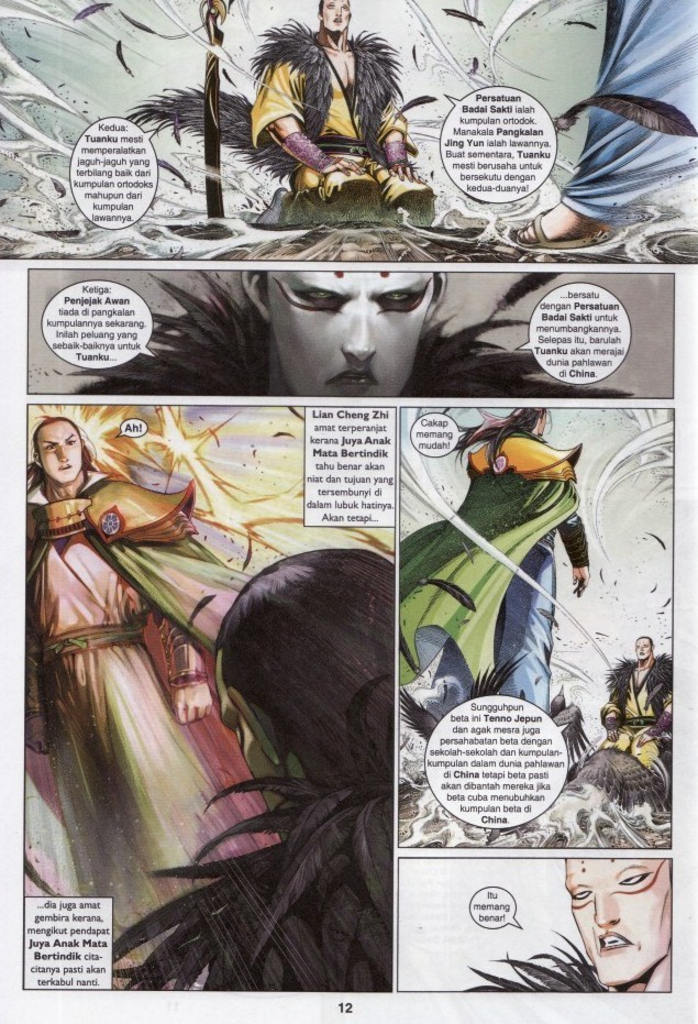 Kedua:
Tuanku mesti
memperalatkan
jaguh-jaguh yang
terbilang baik dari
kumpulan ortodoks
mahupun dari
kumpulan
lawannya.
Persatuan
Badai Sakti ialah
kumpulan ortodok.
Manakala Pangkalan
Jing Yun ialah lawannya.
Buat sementara, Tuanku
mesti berusaha untuk
bersekutu dengan
kedua-duanya!
Ketiga:
Penjejak Awan
tiada di pangkalan
kumpulannya sekarang.
Inilah peluang yang
sebaik-baiknya untuk
Tuanku...
...bersatu
dengan Persatuan
Badai Sakti untuk
menumbangkannya.
Selepas itu, barulah
Tuanku akan merajai
dunia pahlawan
di China.
Ah!
Lian Cheng Zhi
amat terperanjat
kerana Juya Anak
Mata Bertindik
tahu benar akan
niat dan tujuan yang
tersembunyi di
dalam lubuk hatinya.
Akan tetapi...
...dia juga amat
gembira kerana,
mengikut pendapat
Juya Anak Mata
Bertindik cita-
citanya pasti akan
terkabul nanti.
Cakap
memang
mudah!
Sungguhpun
beta ini Tenno Jepun
dan agak mesra juga
persahabatan beta dengan
sekolah-sekolah dan kumpulan-
kumpulan dalam dunia pahlawan
di China tetapi beta pasti
akan dibantah mereka jika
beta cuba menubuhkan
kumpulan beta di
China.
Itu
memang
benar!
12